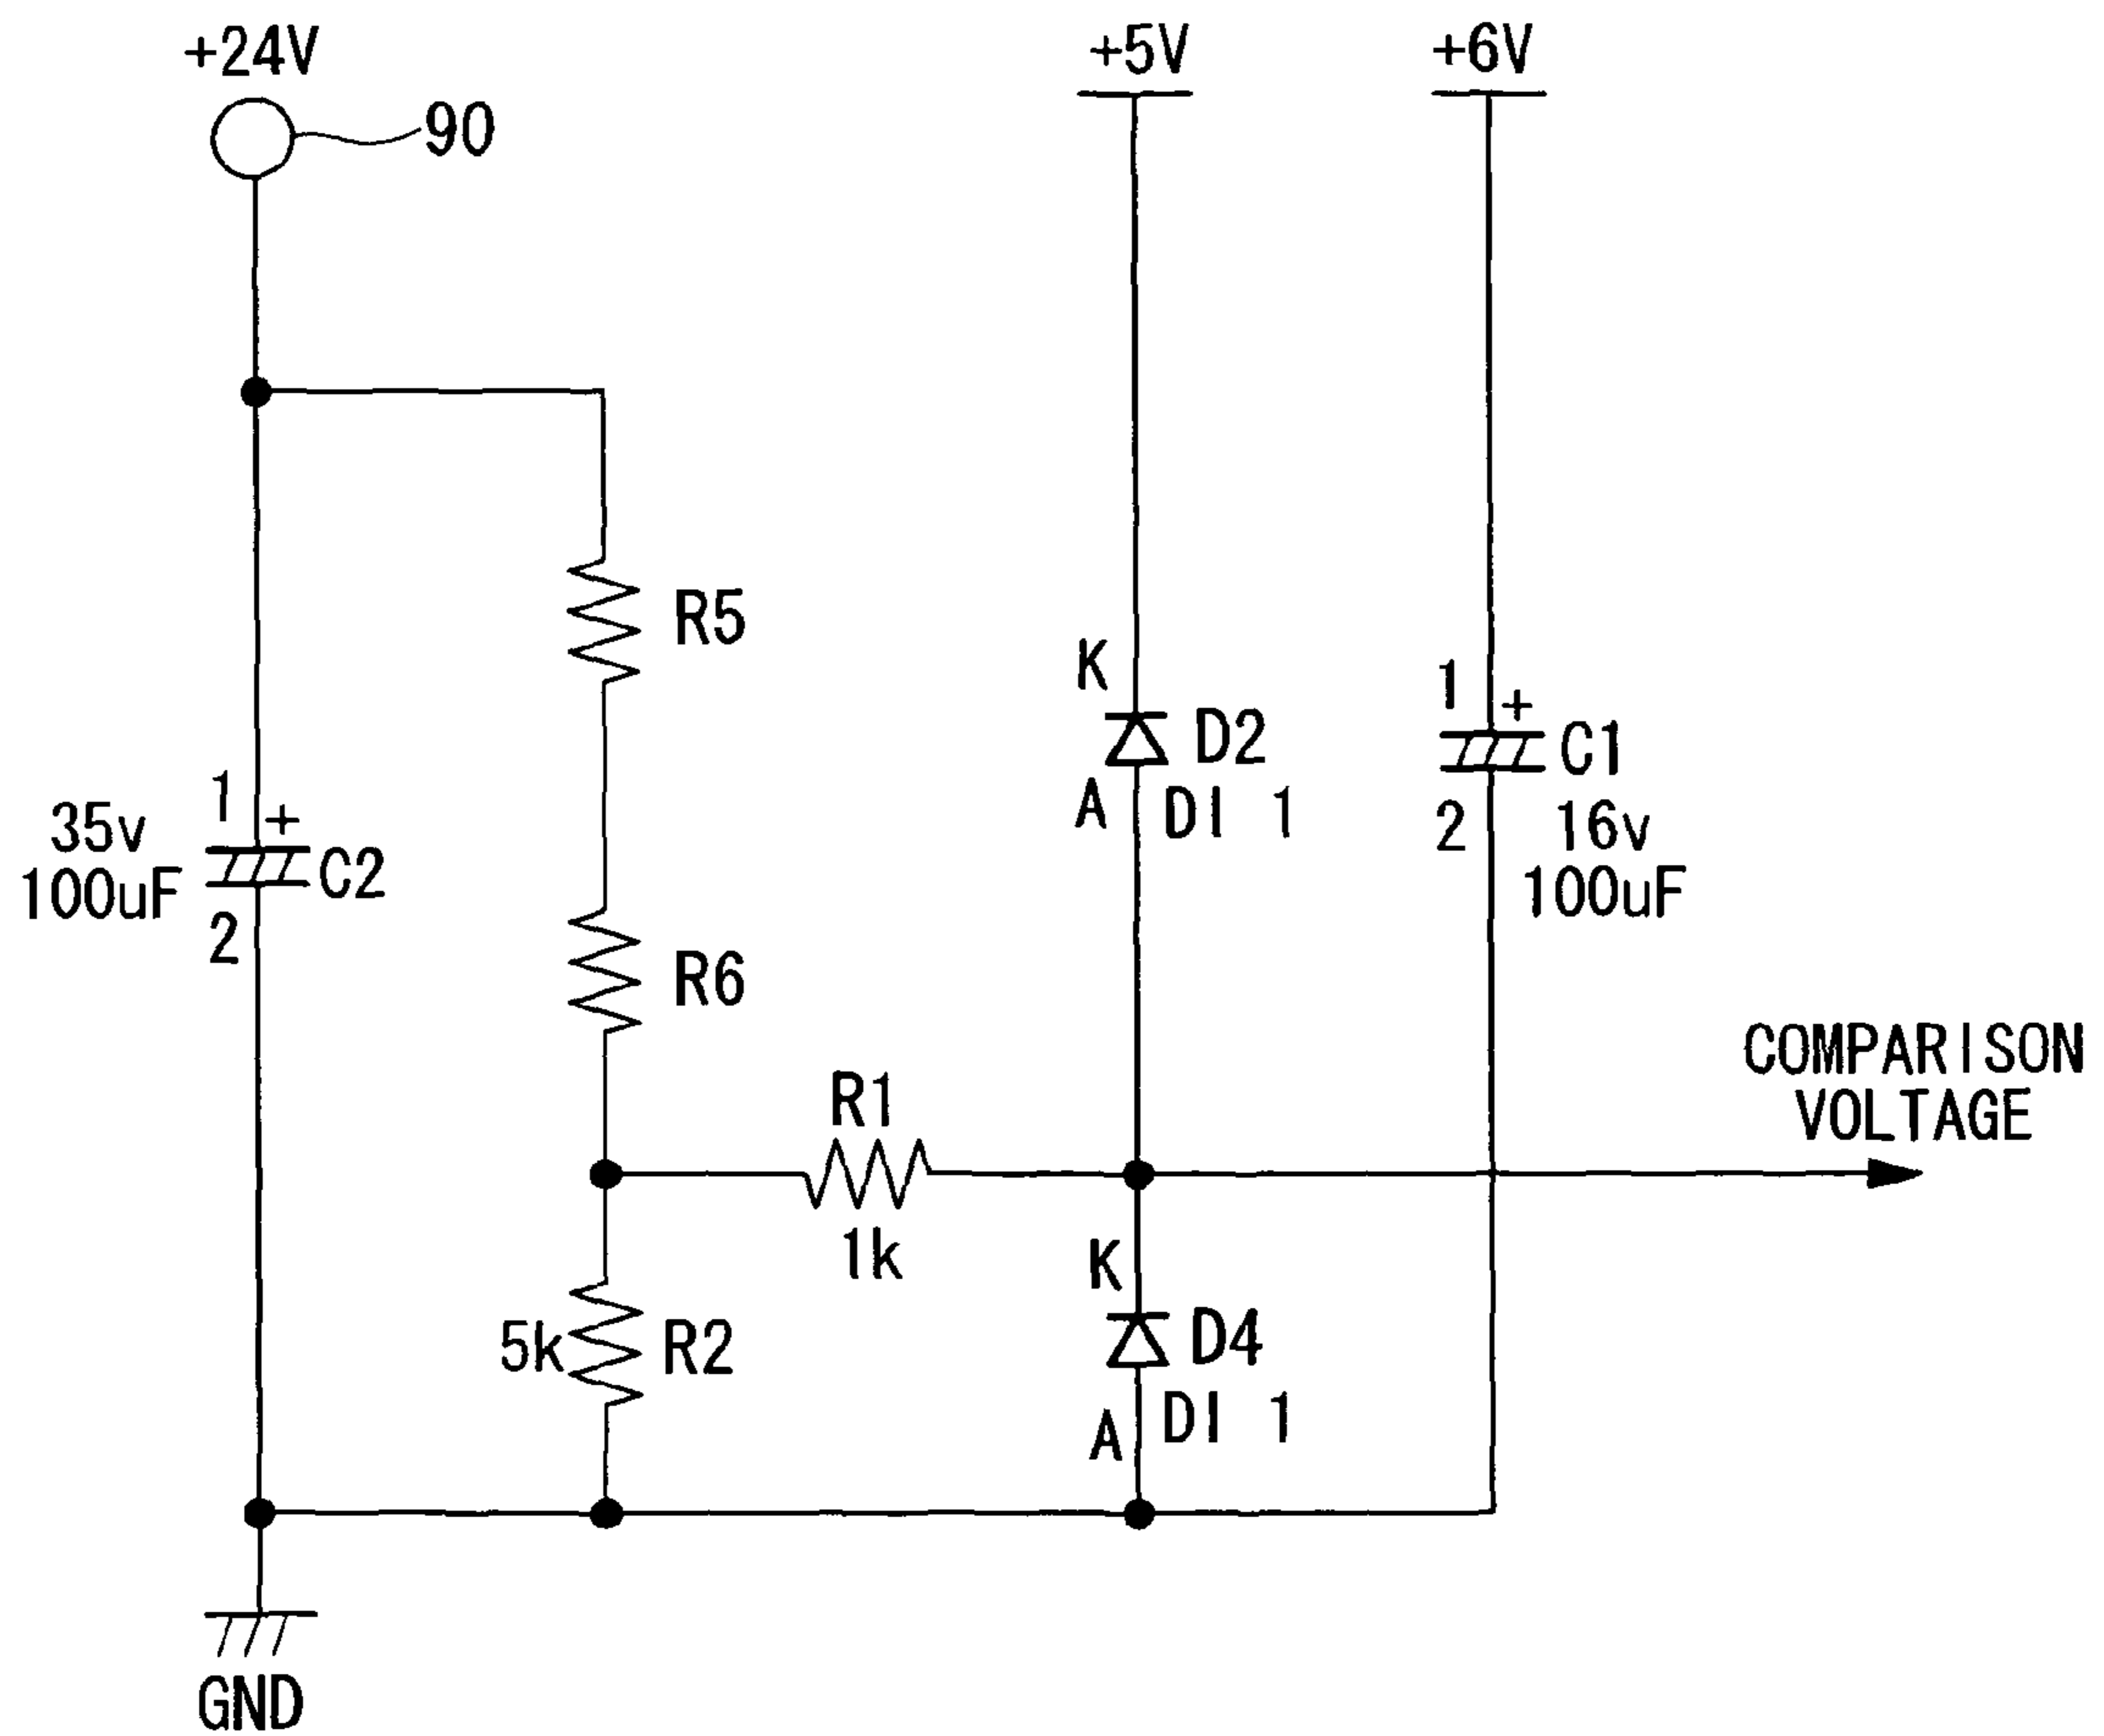 +24V
+5V
+6V
90
R5
K
1 +
D2
C1
A
DI 1
2
16v
100uF
1 +
35v
100uF
C2
2
R6
COMPARISON
VOLTAGE
R1
1k
K
5k
R2
D4
DI 1
A
GND